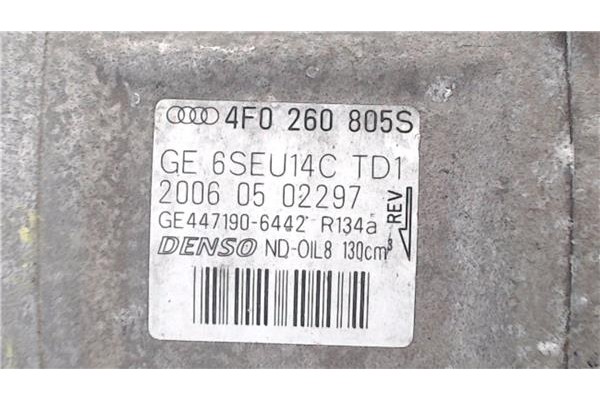 4F0 260 805S
GE 6SEU14C TD1
2006 05 02297
GE447190-6442 R134a
DENSO ND-OIL8 130cm³
REV